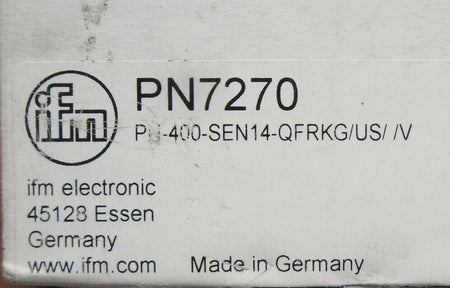 ifm
PN7270
PN-400-SEN14-QFRKG/US/ /V
ifm electronic
45128 Essen
Germany
www.ifm.com Made in Germany